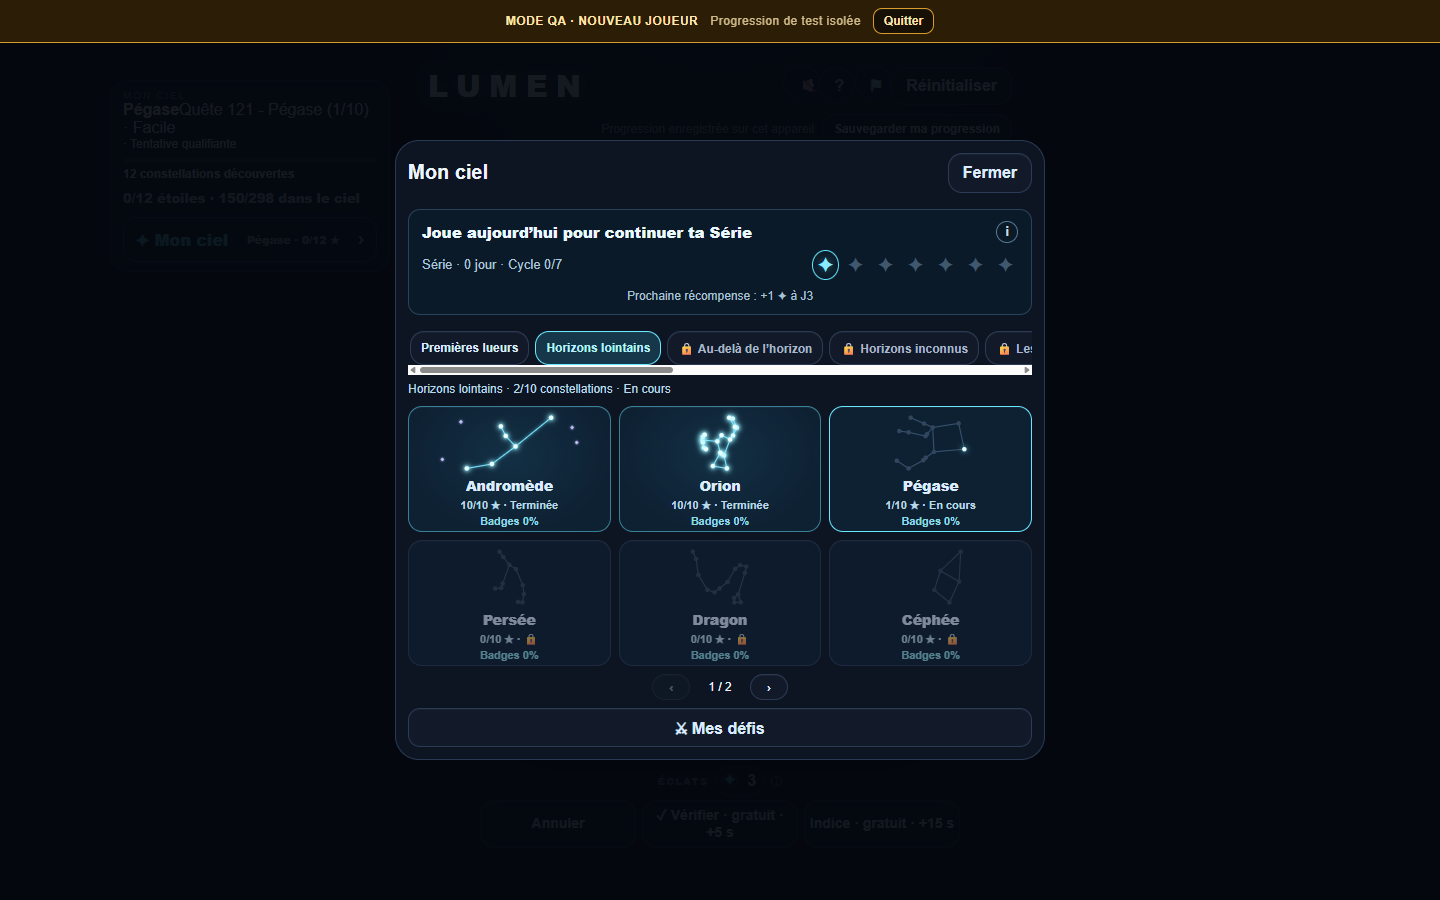 MODE QA · NOUVEAU JOUEUR Progression de test isolée Quitter
LUMEN ? Réinitialiser
MON CIEL
PégaseQuête 121 - Pégase (1/10)
· Facile
· Tentative qualifiante
Progression enregistrée sur cet appareil Sauvegarder ma progression
12 constellations découvertes
0/12 étoiles · 150/298 dans le ciel
✦ Mon ciel Pégase · 0/12 ★ ›
Mon ciel Fermer
Joue aujourd’hui pour continuer ta Série i
Série · 0 jour · Cycle 0/7
Prochaine récompense : +1 ✦ à J3
Premières lueurs Horizons lointains Au-delà de l’horizon Horizons inconnus Les
Horizons lointains · 2/10 constellations · En cours
Andromède Orion Pégase
10/10 ★ · Terminée 10/10 ★ · Terminée 1/10 ★ · En cours
Badges 0% Badges 0% Badges 0%
Persée Dragon Céphée
0/10 ★ · 🔒 0/10 ★ · 🔒 0/10 ★ · 🔒
Badges 0% Badges 0% Badges 0%
‹ 1 / 2 ›
⚔ Mes défis
ÉCLATS ✦ 3
Annuler ✓ Vérifier · gratuit · +5 s Indice · gratuit · +15 s